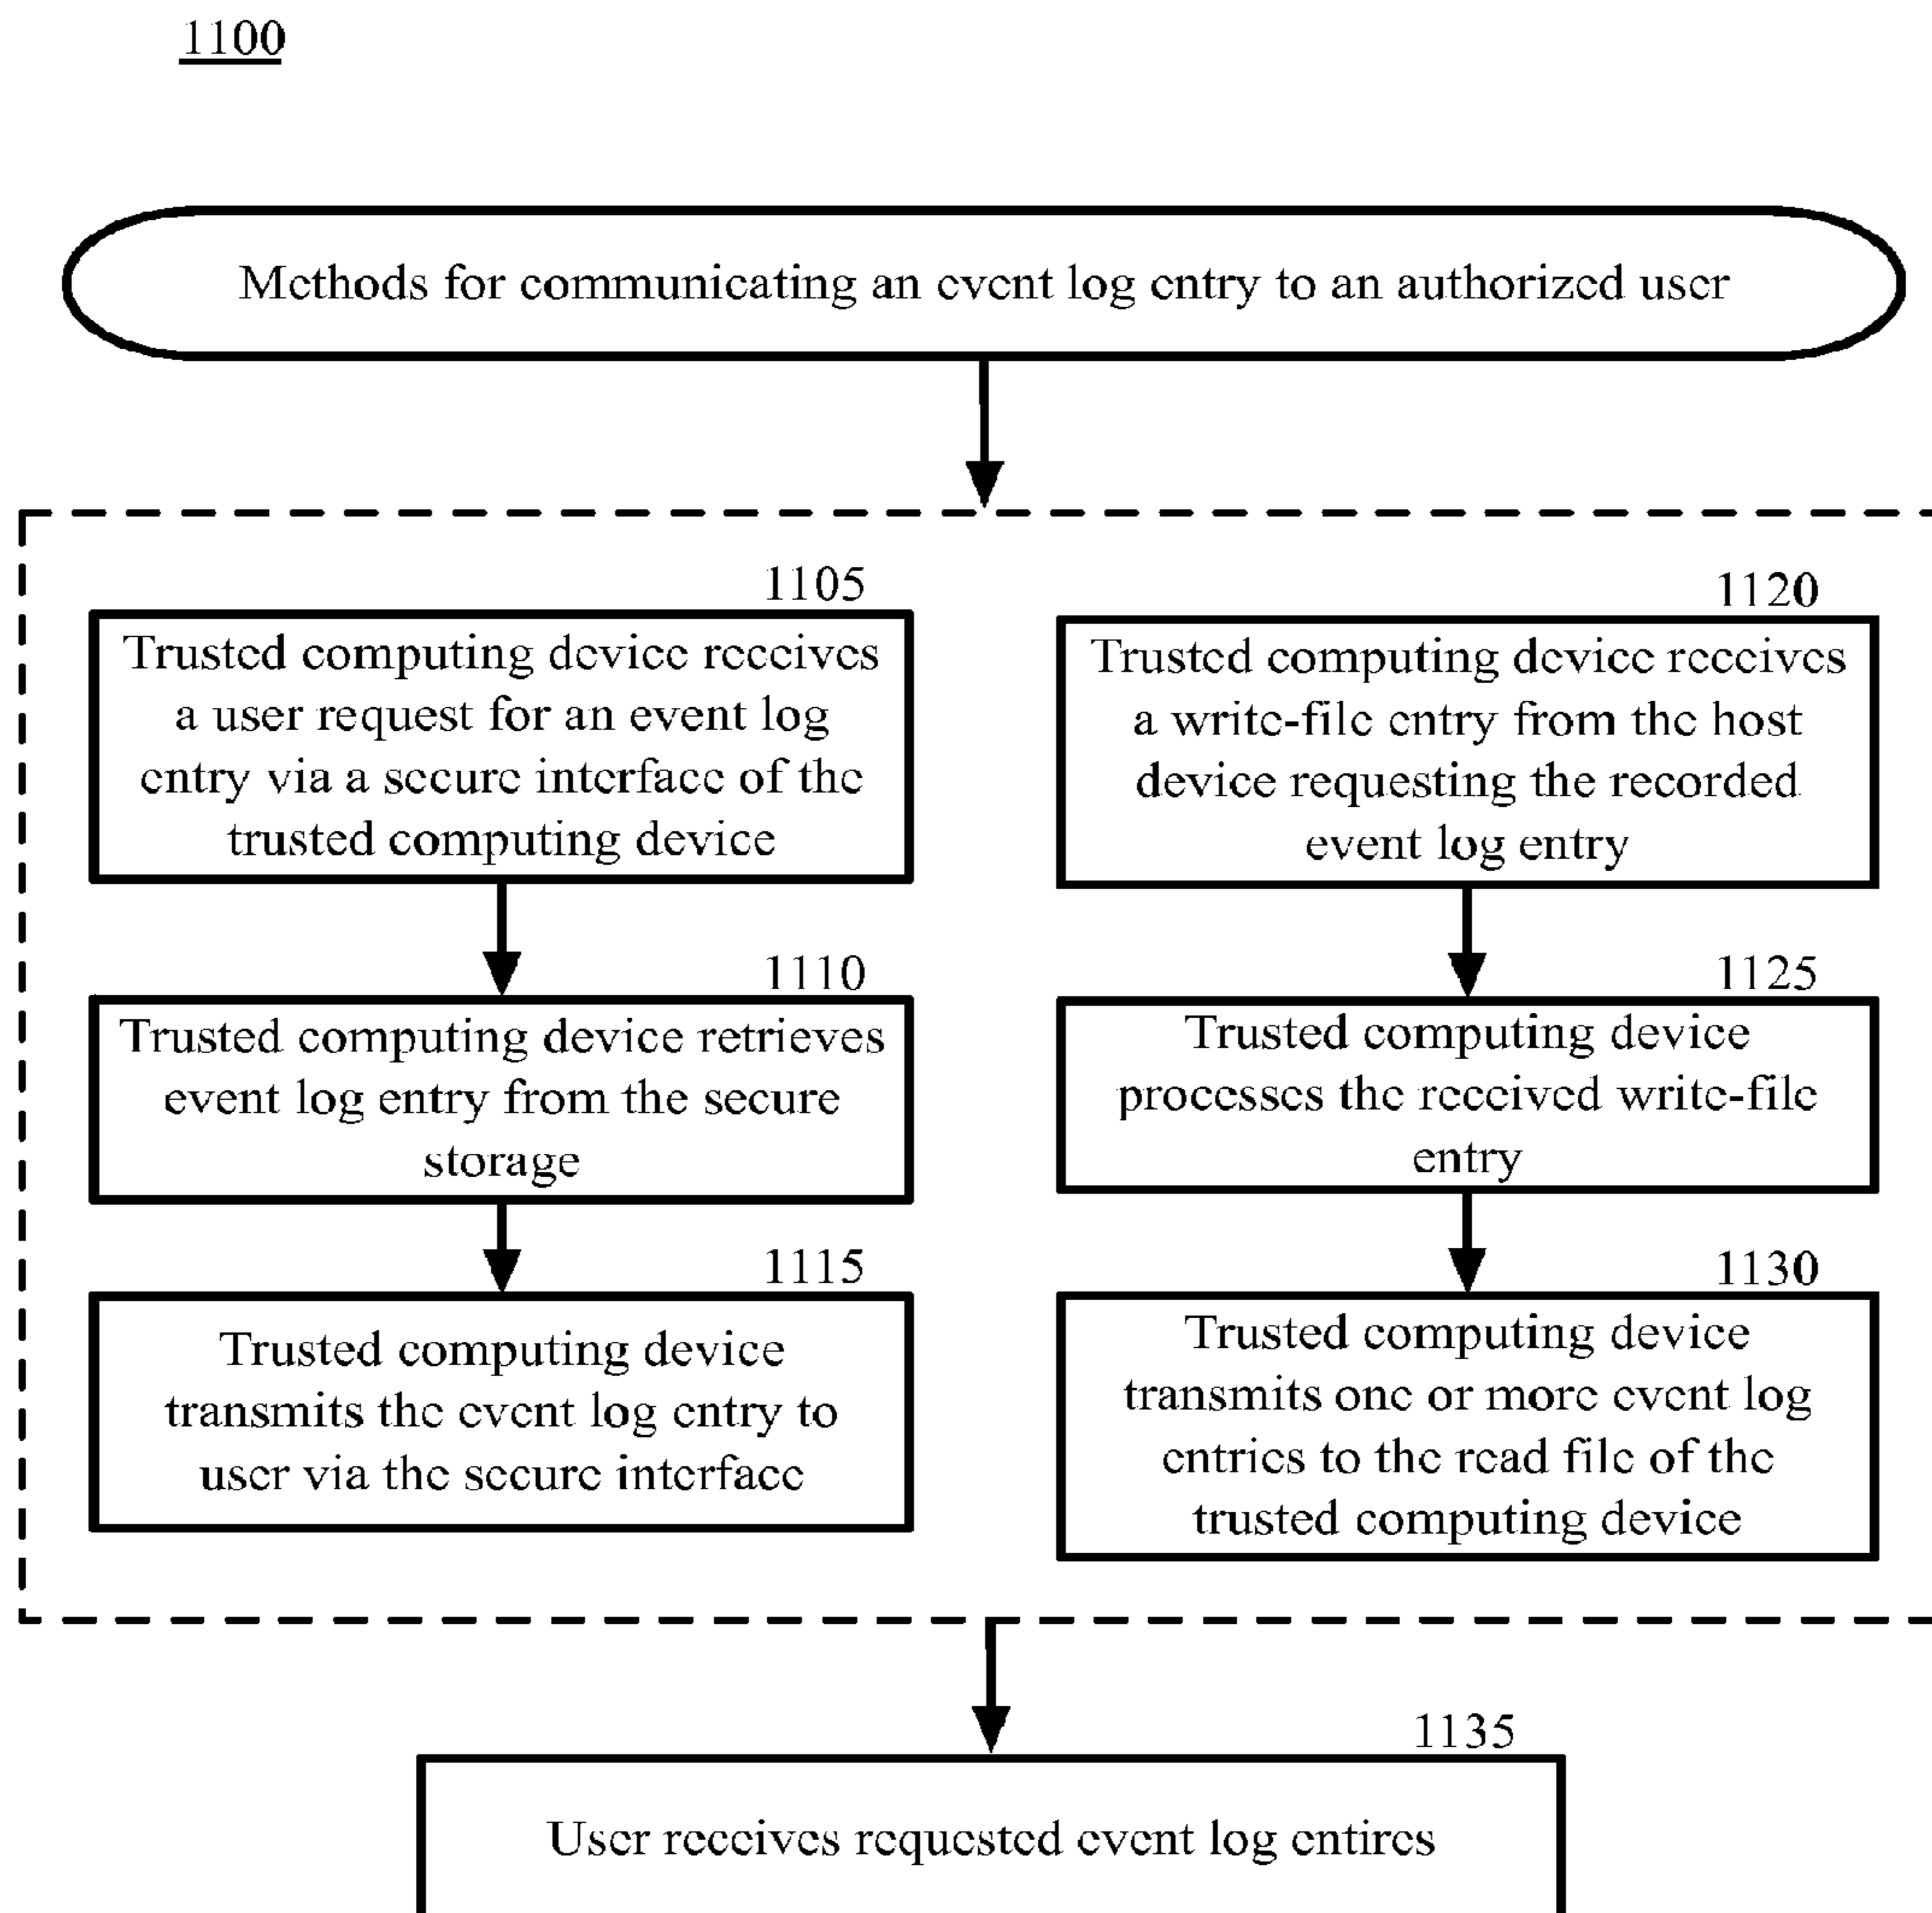 1100
Methods for communicating an event log entry to an authorized user
1105
Trusted computing device receives
a user request for an event log
entry via a secure interface of the
trusted computing device
1110
Trusted computing device retrieves
event log entry from the secure
storage
1115
Trusted computing device
transmits the event log entry to
user via the secure interface
1120
Trusted computing device receives
a write-file entry from the host
device requesting the recorded
event log entry
1125
Trusted computing device
processes the received write-file
entry
1130
Trusted computing device
transmits one or more event log
entries to the read file of the
trusted computing device
1135
User receives requested event log entires